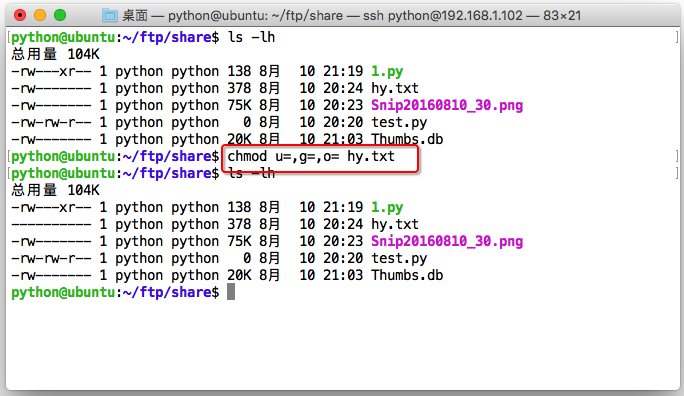 桌面 — python@ubuntu: ~/ftp/share — ssh python@192.168.1.102 — 83×21
[python@ubuntu:~/ftp/share$ ls -lh ]
总用量 104K
-rw---xr-- 1 python python 138 8月  10 21:19 1.py
-rw------- 1 python python 378 8月  10 20:24 hy.txt
-rw------- 1 python python 75K 8月  10 20:23 Snip20160810_30.png
-rw-rw-r-- 1 python python   0 8月  10 20:20 test.py
-rw------- 1 python python 20K 8月  10 21:03 Thumbs.db
[python@ubuntu:~/ftp/share$ chmod u=,g=,o= hy.txt ]
[python@ubuntu:~/ftp/share$ ls -lh ]
总用量 104K
-rw---xr-- 1 python python 138 8月  10 21:19 1.py
---------- 1 python python 378 8月  10 20:24 hy.txt
-rw------- 1 python python 75K 8月  10 20:23 Snip20160810_30.png
-rw-rw-r-- 1 python python   0 8月  10 20:20 test.py
-rw------- 1 python python 20K 8月  10 21:03 Thumbs.db
python@ubuntu:~/ftp/share$